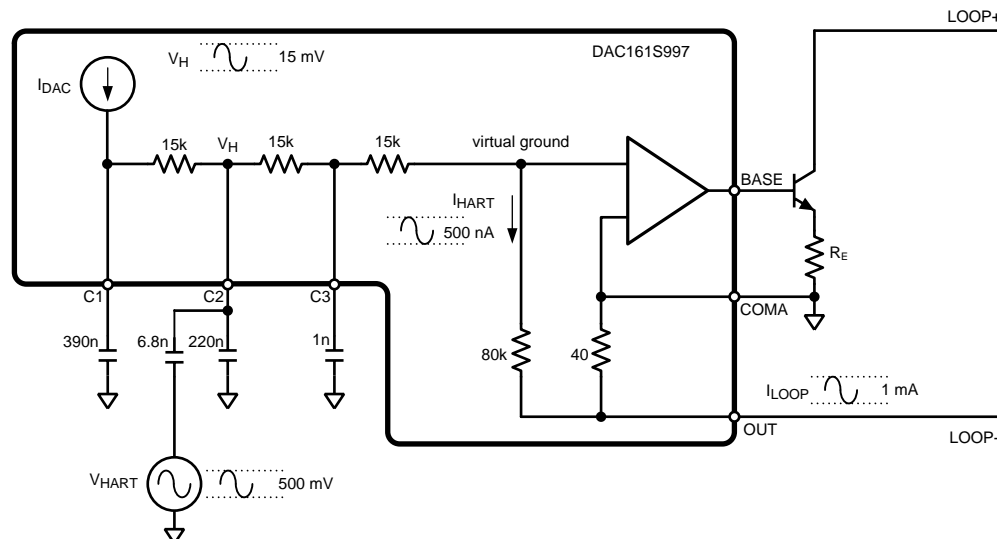 LOOP+
V_H 15 mV
DAC161S997
I_DAC
15k V_H 15k 15k virtual ground
BASE
I_HART
500 nA
R_E
C1 C2 C3
COMA
390n 6.8n 220n 1n
80k 40
I_LOOP 1 mA
OUT
LOOP-
V_HART 500 mV